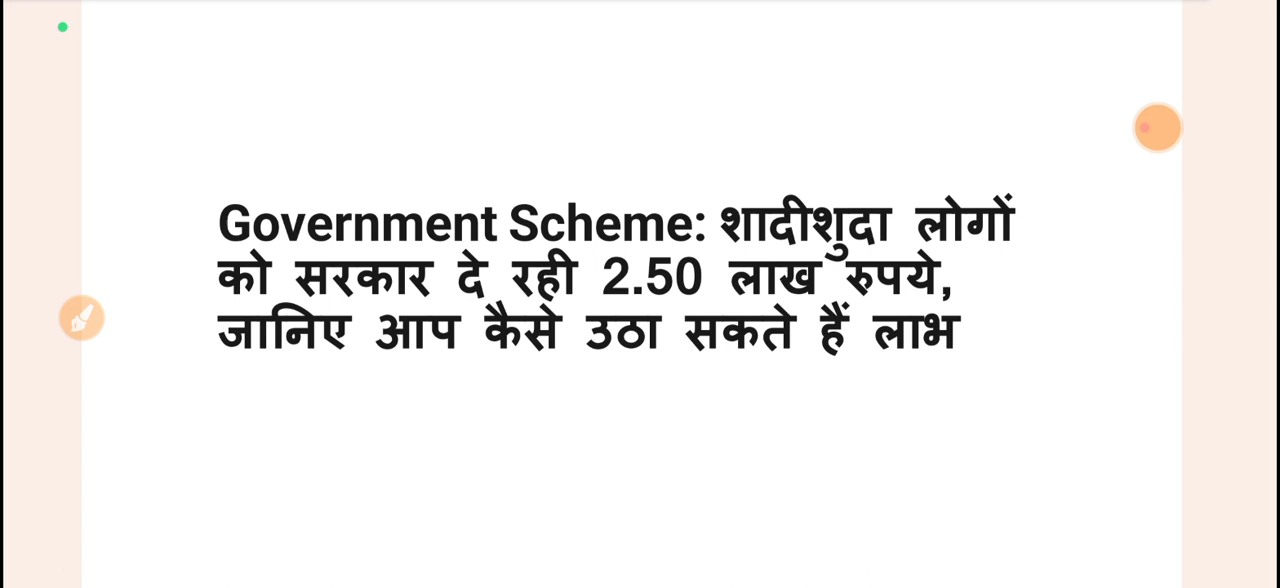 Government Scheme: शादीशुदा लोगों
को सरकार दे रही 2.50 लाख रुपये,
जानिए आप कैसे उठा सकते हैं लाभ